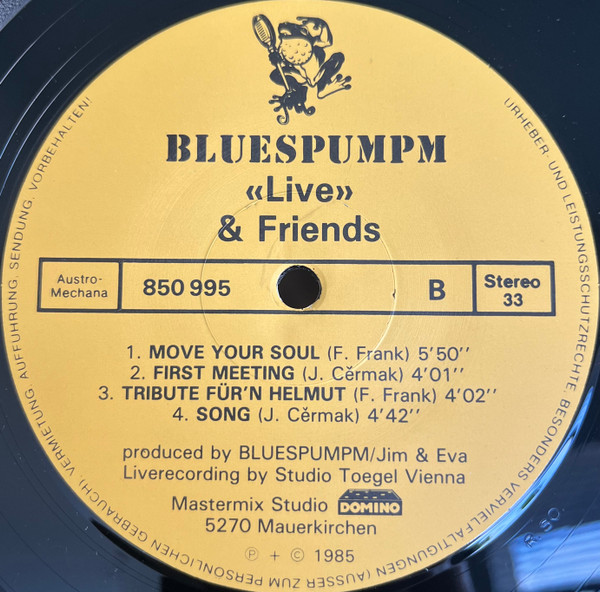 BLUESPUMPM
«Live»
& Friends
Austro-
Mechana
850 995
B
Stereo
33
1. MOVE YOUR SOUL (F. Frank) 5'50''
2. FIRST MEETING (J. Cěrmak) 4'01''
3. TRIBUTE FÜR'N HELMUT (F. Frank) 4'02''
4. SONG (J. Cěrmak) 4'42''
produced by BLUESPUMPM/Jim & Eva
Liverecording by Studio Toegel Vienna
Mastermix Studio DOMINO
5270 Mauerkirchen
Ⓟ + © 1985
URHEBER- UND LEISTUNGSSCHUTZRECHTE, BESONDERS VERVIELFÄLTIGUNGEN (AUSSER ZUM PERSÖNLICHEN GEBRAUCH), VERMIETUNG, AUFFÜHRUNG, SENDUNG, VORBEHALTEN!